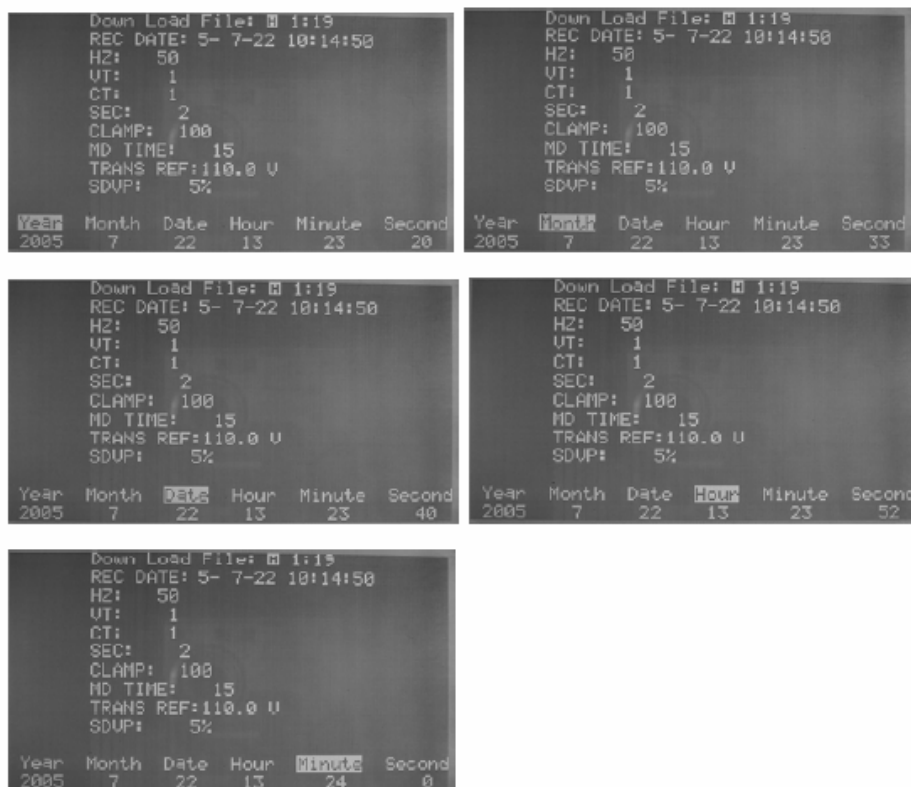 Down Load File: H 1:19
REC DATE: 5- 7-22 10:14:50
HZ: 50
VT: 1
CT: 1
SEC: 2
CLAMP: 100
MD TIME: 15
TRANS REF:110.0 V
SDVP: 5%
Year Month Date Hour Minute Second
2005 7 22 13 23 20
Down Load File: H 1:19
REC DATE: 5- 7-22 10:14:50
HZ: 50
VT: 1
CT: 1
SEC: 2
CLAMP: 100
MD TIME: 15
TRANS REF:110.0 V
SDVP: 5%
Year Month Date Hour Minute Second
2005 7 22 13 23 33
Down Load File: H 1:19
REC DATE: 5- 7-22 10:14:50
HZ: 50
VT: 1
CT: 1
SEC: 2
CLAMP: 100
MD TIME: 15
TRANS REF:110.0 V
SDVP: 5%
Year Month Date Hour Minute Second
2005 7 22 13 23 40
Down Load File: H 1:19
REC DATE: 5- 7-22 10:14:50
HZ: 50
VT: 1
CT: 1
SEC: 2
CLAMP: 100
MD TIME: 15
TRANS REF:110.0 V
SDVP: 5%
Year Month Date Hour Minute Second
2005 7 22 13 23 52
Down Load File: H 1:19
REC DATE: 5- 7-22 10:14:50
HZ: 50
VT: 1
CT: 1
SEC: 2
CLAMP: 100
MD TIME: 15
TRANS REF:110.0 V
SDVP: 5%
Year Month Date Hour Minute Second
2005 7 22 13 24 0